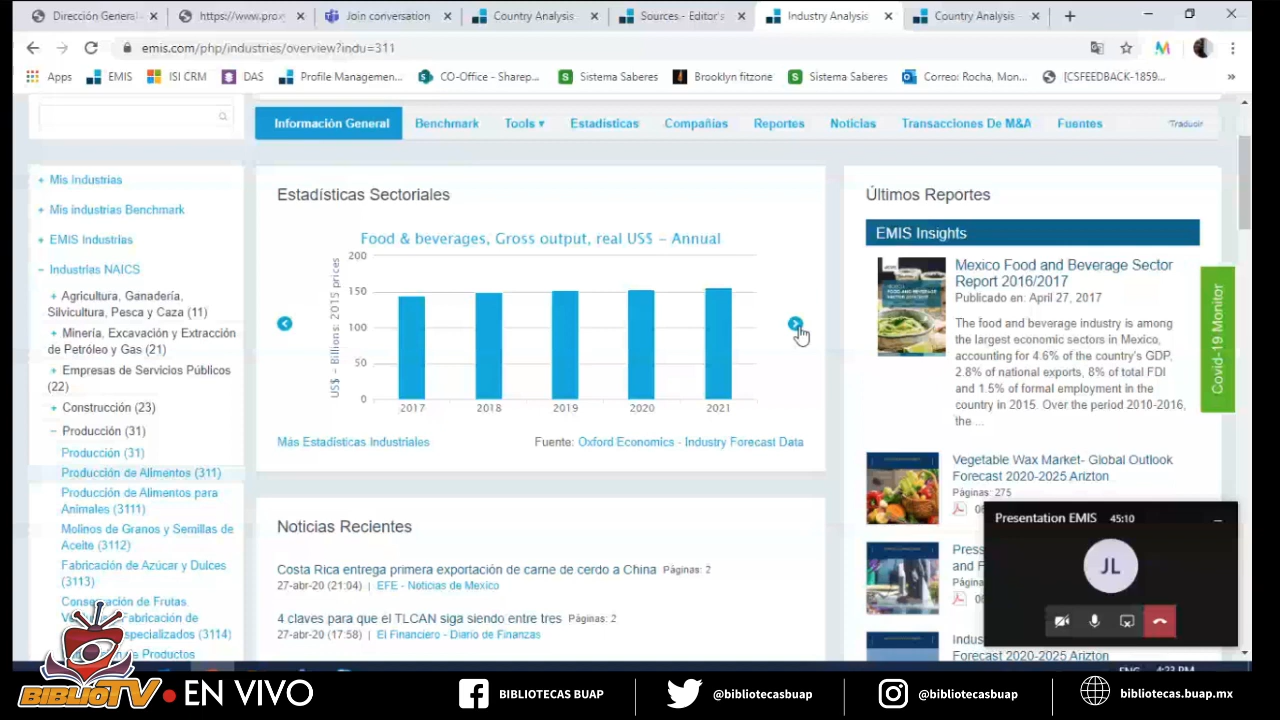 Dirección General
https://www.prox
Join conversation
Country Analysis -
Sources - Editor's
Industry Analysis
Country Analysis -
emis.com/php/industries/overview?indu=311
Apps
EMIS
ISI CRM
DAS
Profile Managemen...
CO-Office - Sharep...
Sistema Saberes
Brooklyn fitzone
Sistema Saberes
Correo: Rocha, Mon...
[CSFEEDBACK-1859...
Información General
Benchmark
Tools ▾
Estadísticas
Compañías
Reportes
Noticias
Transacciones De M&A
Fuentes
Traducir
+ Mis Industrias
+ Mis industrias Benchmark
+ EMIS Industrias
− Industrias NAICS
+ Agricultura, Ganadería,
Silvicultura, Pesca y Caza (11)
+ Minería, Excavación y Extracción
de Petróleo y Gas (21)
+ Empresas de Servicios Públicos
(22)
+ Construcción (23)
− Producción (31)
Producción (31)
Producción de Alimentos (311)
Producción de Alimentos para
Animales (3111)
Molinos de Granos y Semillas de
Aceite (3112)
Fabricación de Azúcar y Dulces
(3113)
Conservación de Frutas
Fabricación de
(3114)
Productos
Estadísticas Sectoriales
Food & beverages, Gross output, real US$ - Annual
US$ - Billions: 2015 prices
200
150
100
50
0
2017
2018
2019
2020
2021
Más Estadísticas Industriales
Fuente: Oxford Economics - Industry Forecast Data
Noticias Recientes
Costa Rica entrega primera exportación de carne de cerdo a China Páginas: 2
27-abr-20 (21:04) | EFE - Noticias de Mexico
4 claves para que el TLCAN siga siendo entre tres Páginas: 2
27-abr-20 (17:58) | El Financiero - Diario de Finanzas
Últimos Reportes
EMIS Insights
Mexico Food and Beverage Sector
Report 2016/2017
Publicado en: April 27, 2017
The food and beverage industry is among
the largest economic sectors in Mexico,
accounting for 4.6% of the country's GDP,
2.8% of national exports, 8% of total FDI
and 1.5% of formal employment in the
country in 2015. Over the period 2010-2016,
the ...
Vegetable Wax Market- Global Outlook
Forecast 2020-2025 Arizton
Páginas: 275
Forecast 2020-2025 Arizton
Covid-19 Monitor
Presentation EMIS 45:10
JL
ENG
4:23 PM
BIBLIOTV
EN VIVO
BIBLIOTECAS BUAP
@bibliotecasbuap
@bibliotecasbuap
bibliotecas.buap.mx